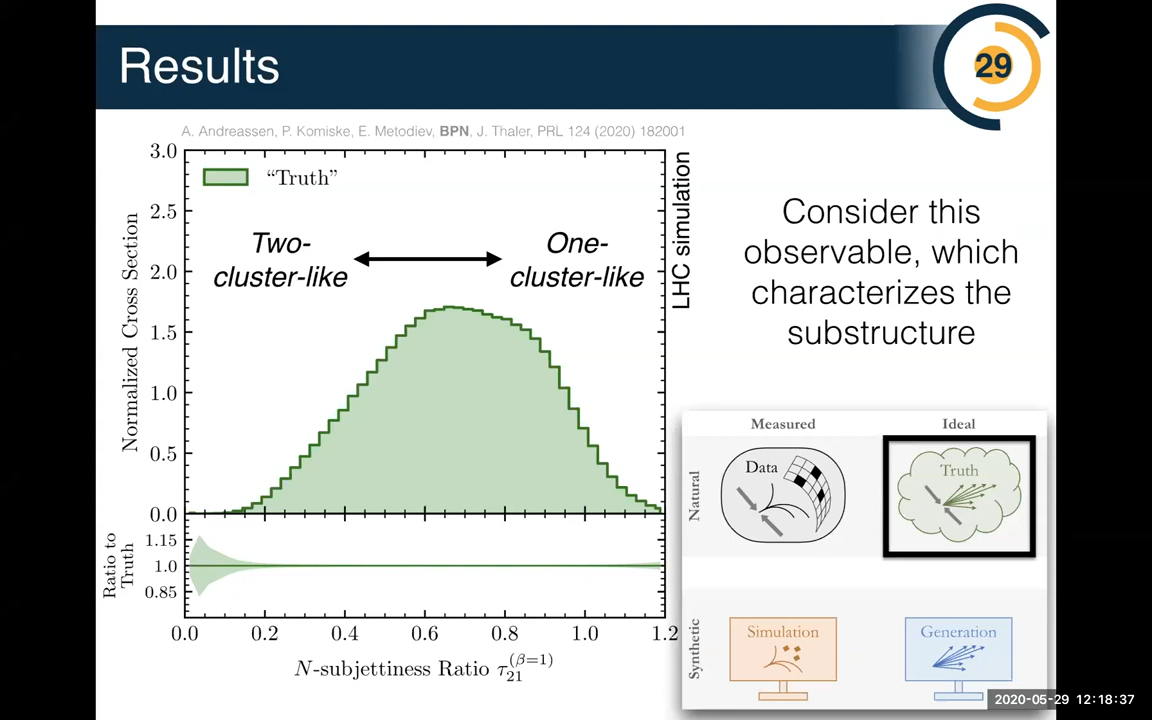 Results
29
A. Andreassen, P. Komiske, E. Metodiev, BPN, J. Thaler, PRL 124 (2020) 182001
3.0
2.5
2.0
1.5
1.0
0.5
0.0
Normalized Cross Section
“Truth”
Two-
cluster-like
One-
cluster-like
LHC simulation
1.15
1.0
0.85
Ratio to
Truth
0.0 0.2 0.4 0.6 0.8 1.0 1.2
N-subjettiness Ratio τ₂₁^(β=1)
Consider this
observable, which
characterizes the
substructure
Measured Ideal
Natural
Data
Truth
Synthetic
Simulation
Generation
2020-05-29 12:18:37